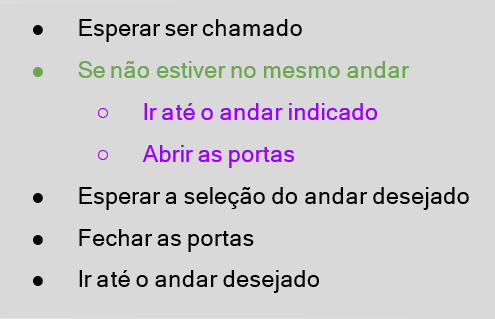 ● Esperar ser chamado
● Se não estiver no mesmo andar
○ Ir até o andar indicado
○ Abrir as portas
● Esperar a seleção do andar desejado
● Fechar as portas
● Ir até o andar desejado